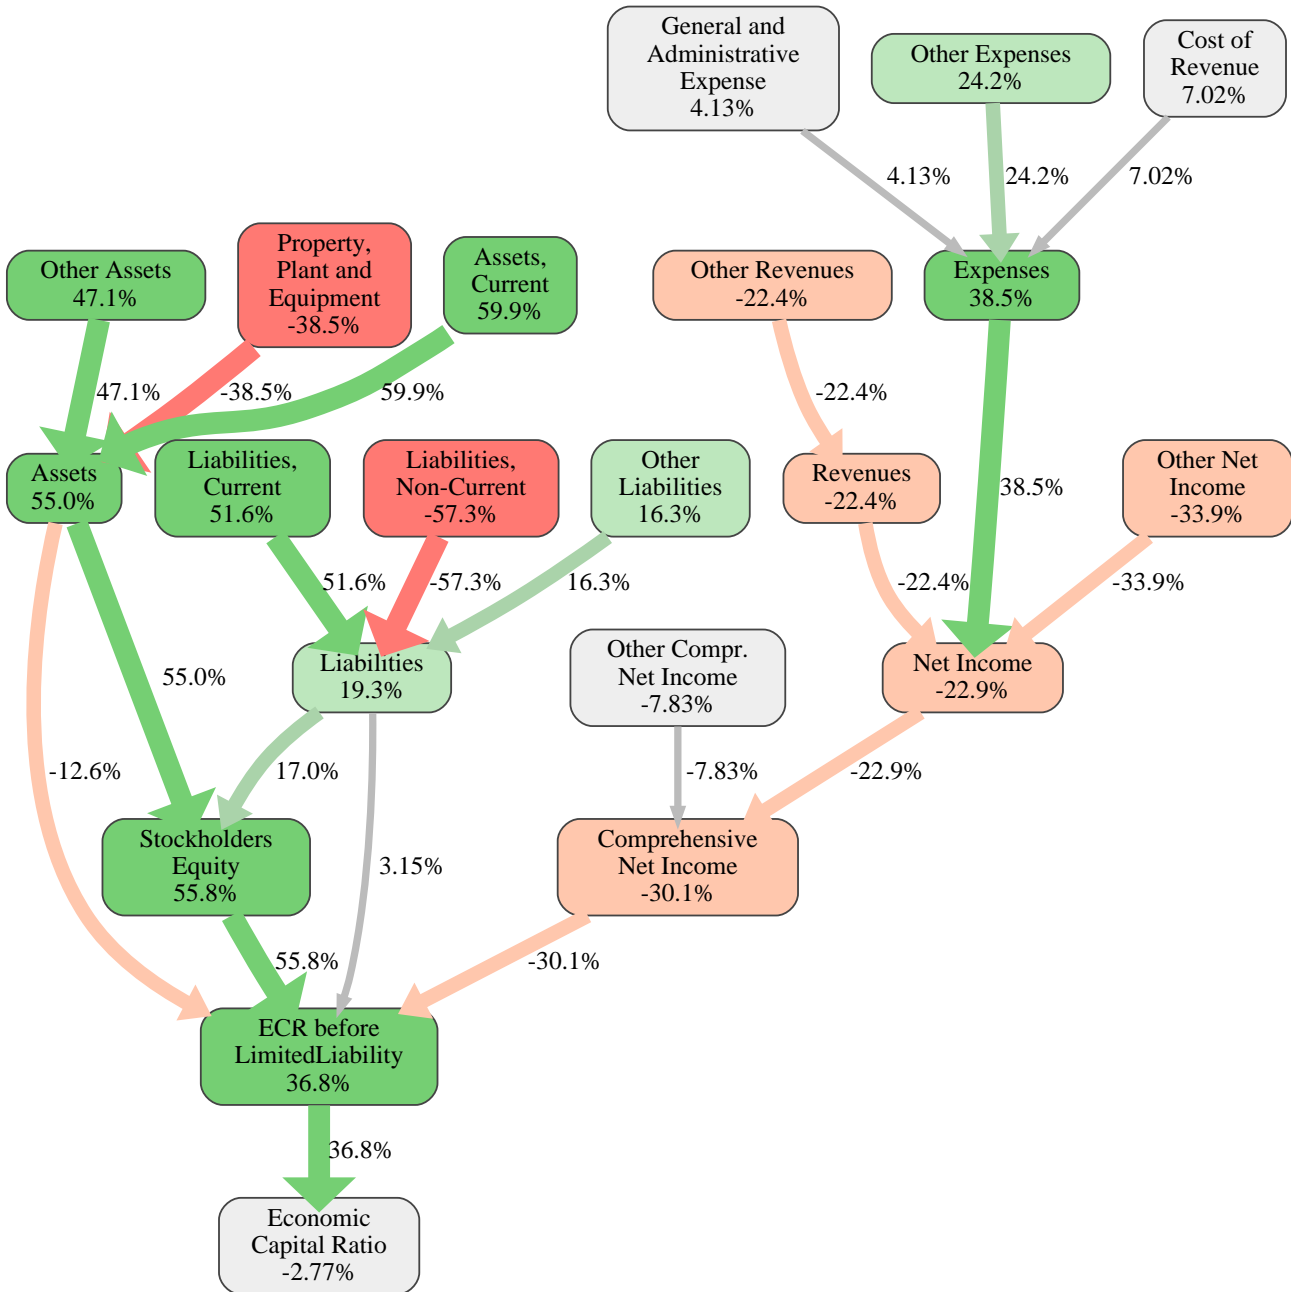 General and
Administrative
Expense
4.13%
Other Expenses
24.2%
Cost of
Revenue
7.02%
4.13%
24.2%
7.02%
Other Assets
47.1%
Property,
Plant and
Equipment
-38.5%
Assets,
Current
59.9%
Other Revenues
-22.4%
Expenses
38.5%
47.1%
-38.5%
59.9%
-22.4%
Assets
55.0%
Liabilities,
Current
51.6%
Liabilities,
Non-Current
-57.3%
Other
Liabilities
16.3%
Revenues
-22.4%
38.5%
Other Net
Income
-33.9%
51.6%
-57.3%
16.3%
-22.4%
-33.9%
55.0%
Liabilities
19.3%
Other Compr.
Net Income
-7.83%
Net Income
-22.9%
-12.6%
17.0%
-7.83%
-22.9%
Stockholders
Equity
55.8%
3.15%
Comprehensive
Net Income
-30.1%
55.8%
-30.1%
ECR before
LimitedLiability
36.8%
36.8%
Economic
Capital Ratio
-2.77%